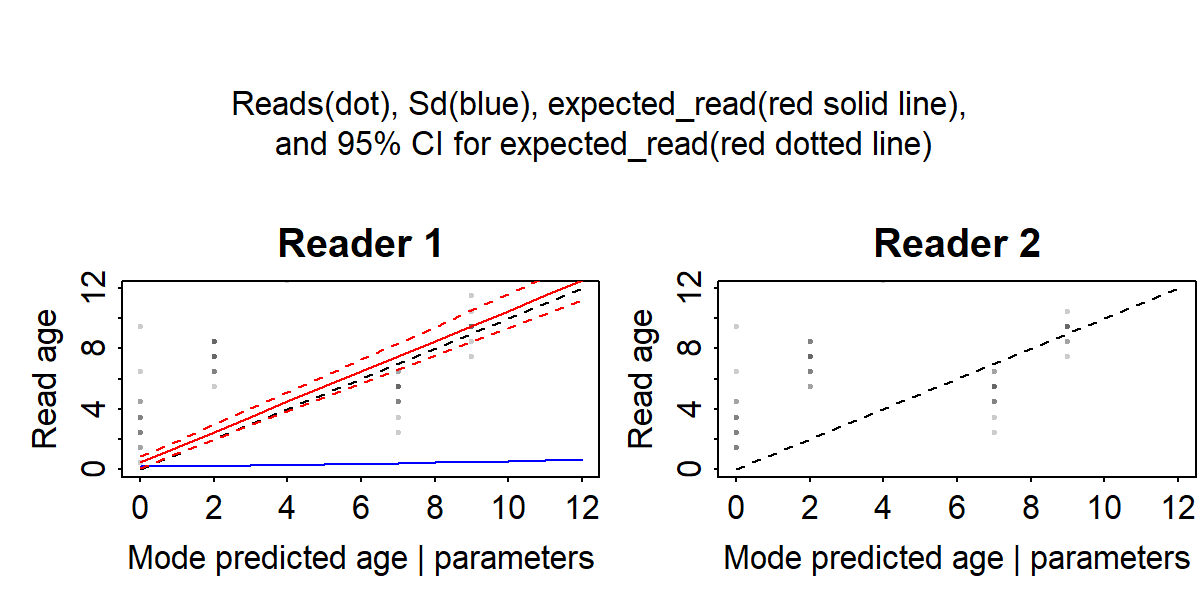 Reads(dot), Sd(blue), expected_read(red solid line),
and 95% CI for expected_read(red dotted line)
Reader 1
Read age
0 4 8 12
0 2 4 6 8 10 12
Mode predicted age | parameters
Reader 2
Read age
0 4 8 12
0 2 4 6 8 10 12
Mode predicted age | parameters